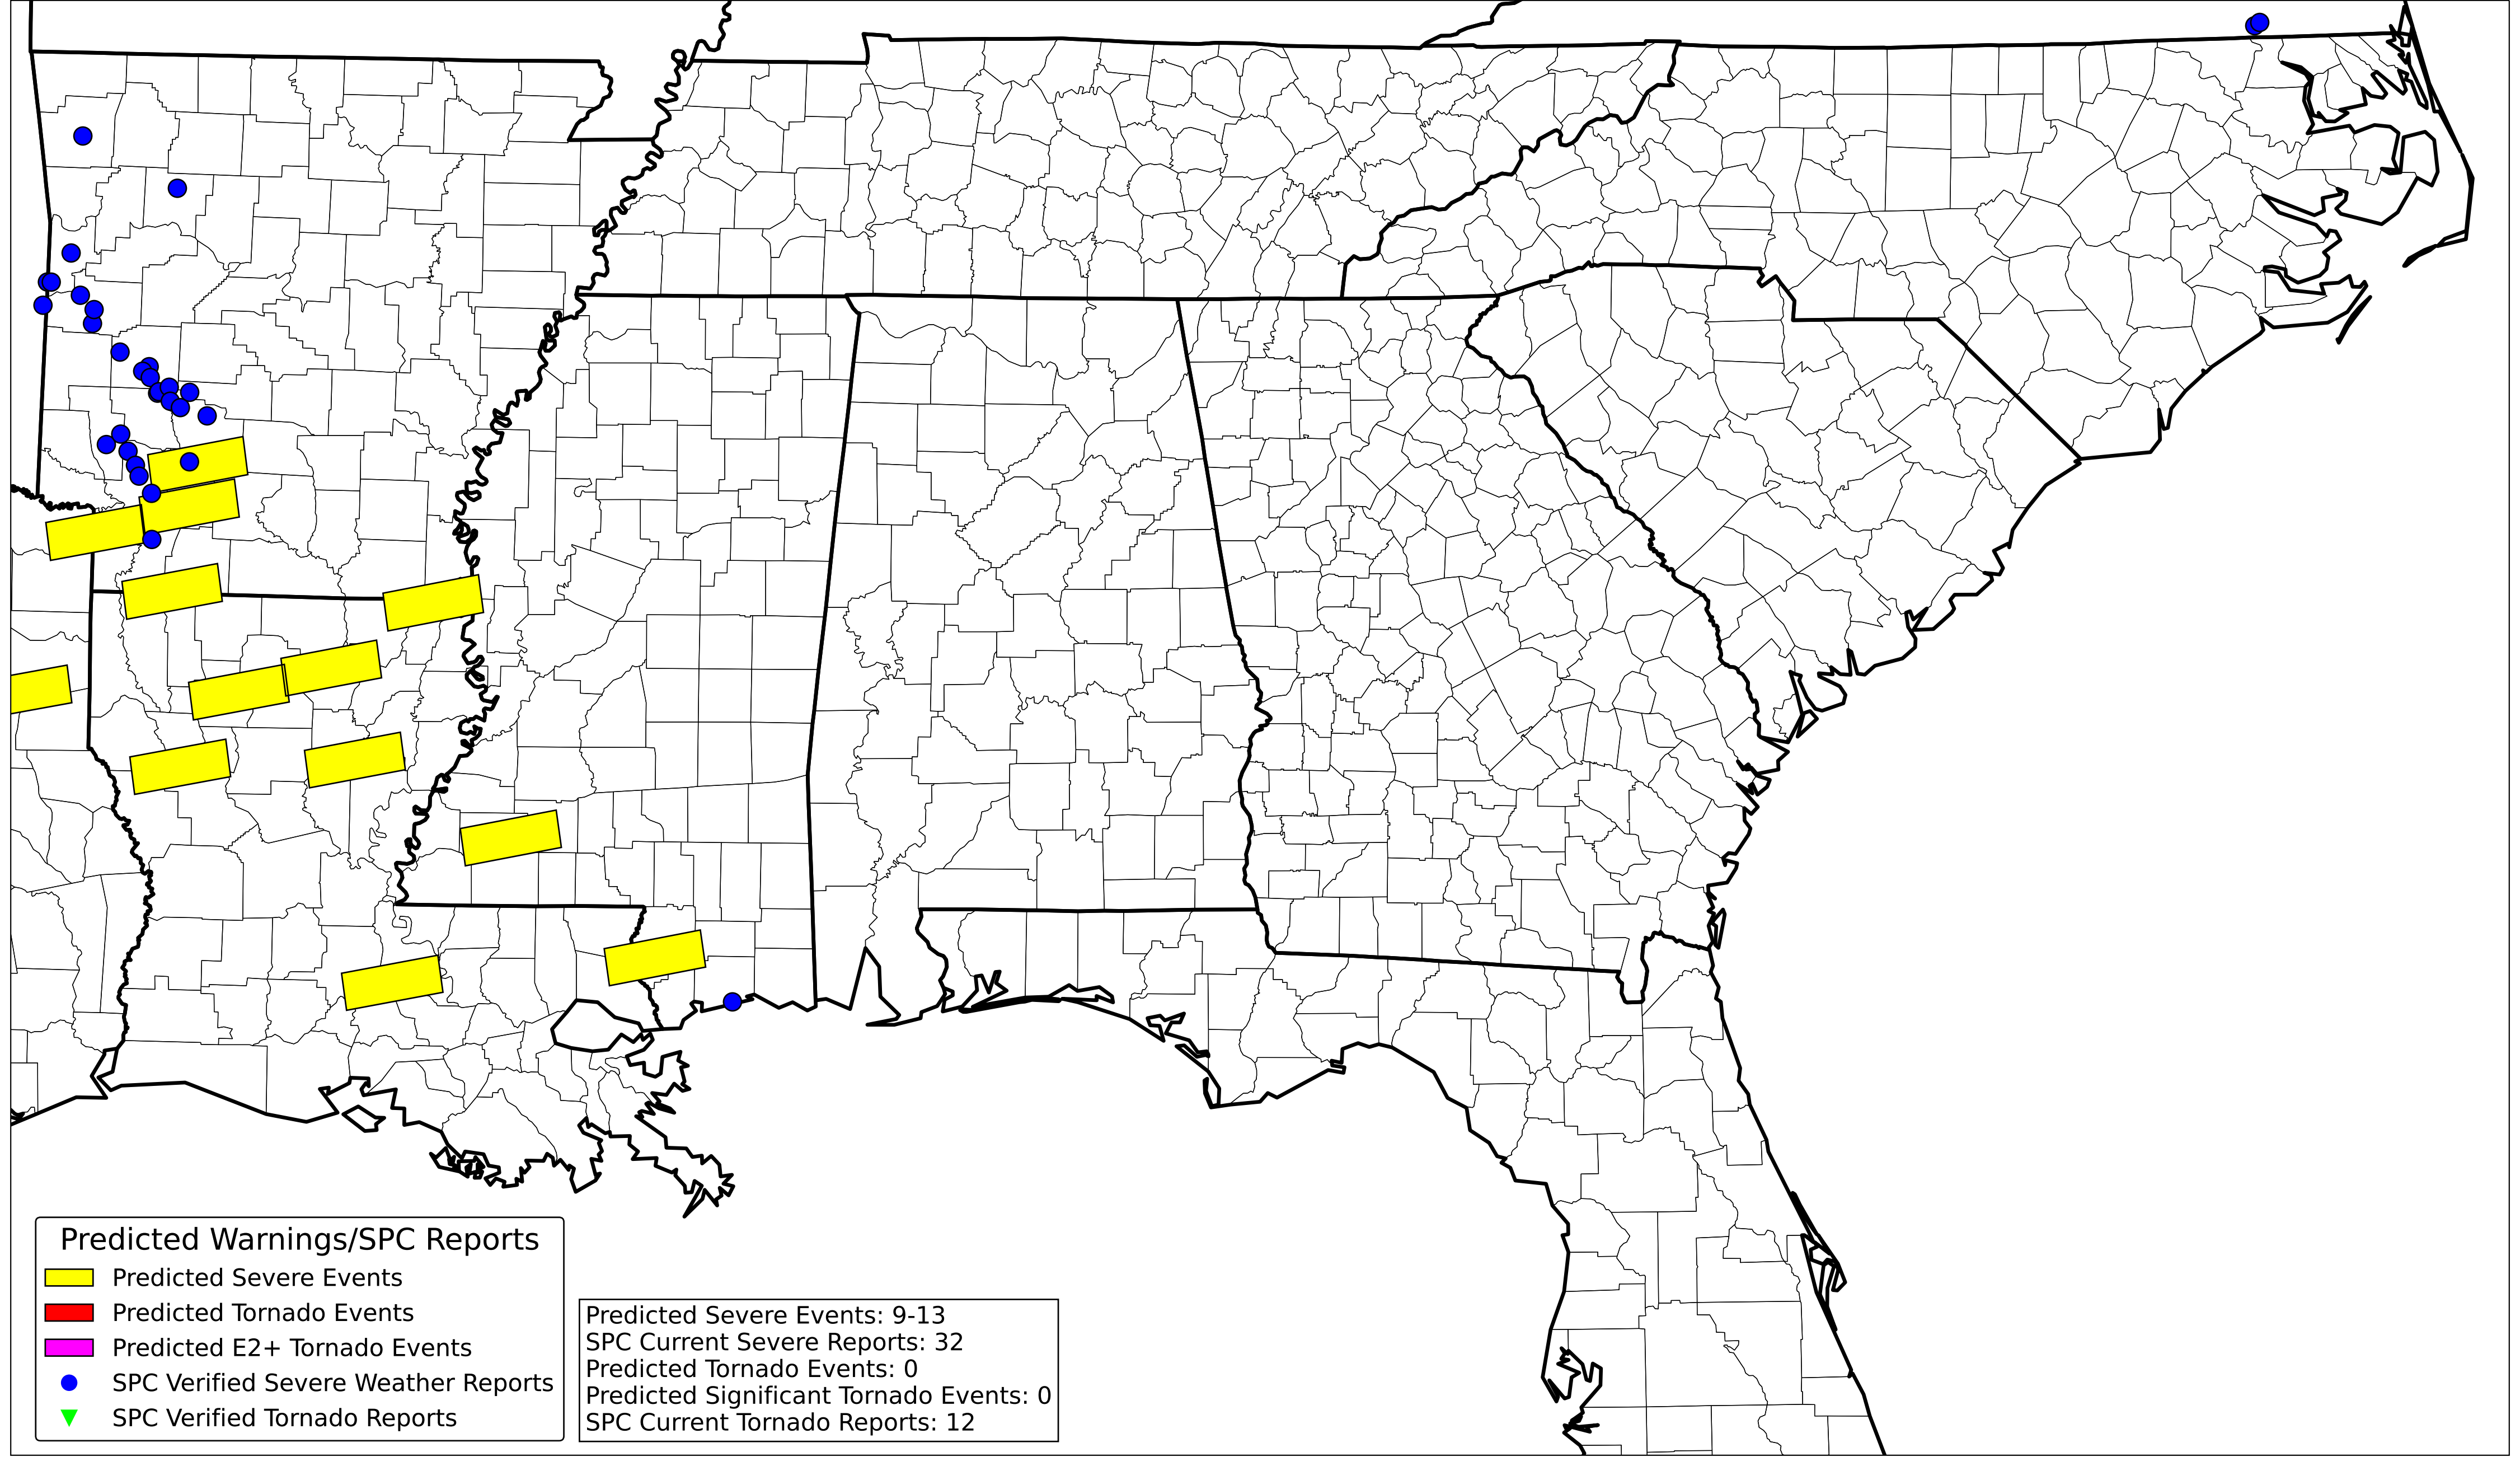 Predicted Warnings/SPC Reports
Predicted Severe Events
Predicted Tornado Events
Predicted E2+ Tornado Events
SPC Verified Severe Weather Reports
SPC Verified Tornado Reports
Predicted Severe Events: 9-13
SPC Current Severe Reports: 32
Predicted Tornado Events: 0
Predicted Significant Tornado Events: 0
SPC Current Tornado Reports: 12